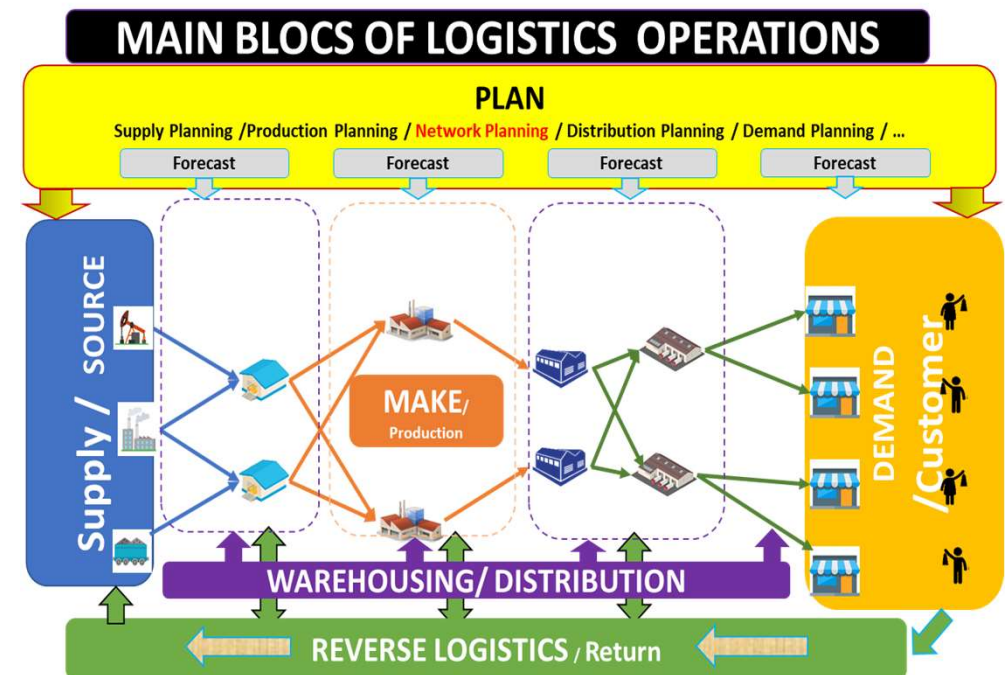 MAIN BLOCS OF LOGISTICS OPERATIONS
PLAN
Supply Planning /Production Planning / Network Planning / Distribution Planning / Demand Planning / ...
Forecast
Forecast
Forecast
Forecast
Supply / SOURCE
MAKE/
Production
DEMAND
/Customer
WAREHOUSING/ DISTRIBUTION
REVERSE LOGISTICS / Return